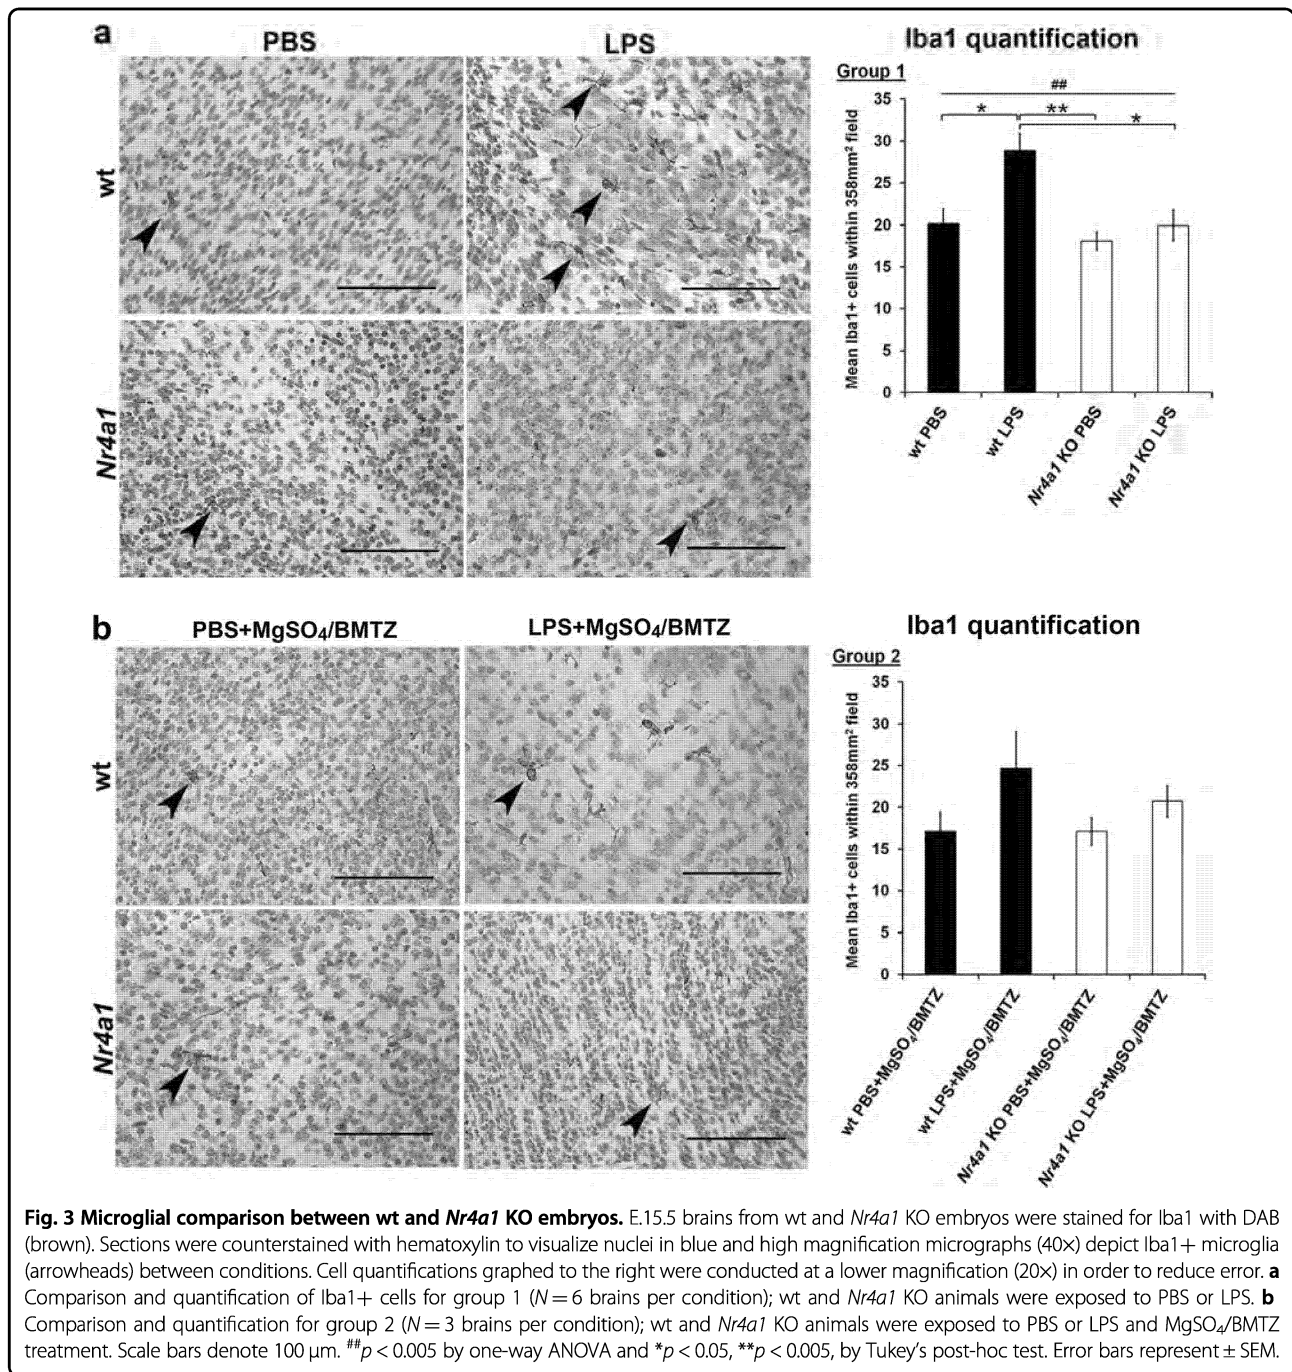 a
PBS
LPS
wt
Nr4a1
Iba1 quantification
Group 1
Mean Iba1+ cells within 358mm² field
35
30
25
20
15
10
5
0
##
* ** *
wt PBS
wt LPS
Nr4a1 KO PBS
Nr4a1 KO LPS
b
PBS+MgSO₄/BMTZ
LPS+MgSO₄/BMTZ
wt
Nr4a1
Iba1 quantification
Group 2
Mean Iba1+ cells within 358mm² field
35
30
25
20
15
10
5
0
wt PBS+MgSO₄/BMTZ
wt LPS+MgSO₄/BMTZ
Nr4a1 KO PBS+MgSO₄/BMTZ
Nr4a1 KO LPS+MgSO₄/BMTZ
Fig. 3 Microglial comparison between wt and Nr4a1 KO embryos. E.15.5 brains from wt and Nr4a1 KO embryos were stained for Iba1 with DAB
(brown). Sections were counterstained with hematoxylin to visualize nuclei in blue and high magnification micrographs (40×) depict Iba1+ microglia
(arrowheads) between conditions. Cell quantifications graphed to the right were conducted at a lower magnification (20×) in order to reduce error. a
Comparison and quantification of Iba1+ cells for group 1 (N = 6 brains per condition); wt and Nr4a1 KO animals were exposed to PBS or LPS. b
Comparison and quantification for group 2 (N = 3 brains per condition); wt and Nr4a1 KO animals were exposed to PBS or LPS and MgSO₄/BMTZ
treatment. Scale bars denote 100 µm. ##p < 0.005 by one-way ANOVA and *p < 0.05, **p < 0.005, by Tukey's post-hoc test. Error bars represent ± SEM.